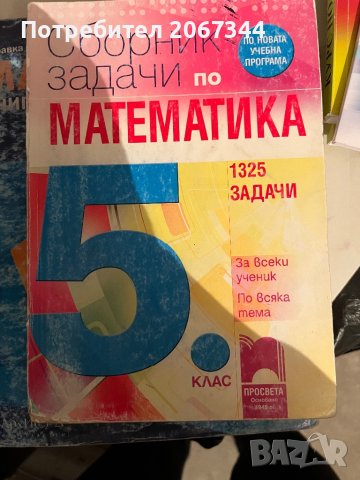 Потребител 2067344
Сборник
задачи по
ПО НОВАТА
УЧЕБНА
ПРОГРАМА
МАТЕМАТИКА
5.
КЛАС
1325
ЗАДАЧИ
За всеки
ученик
По всяка
тема
ПРОСВЕТА
Основано
BAZAR